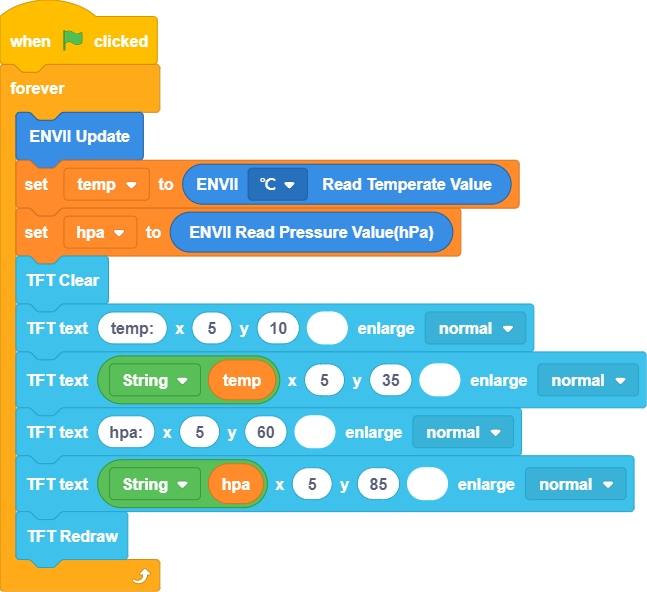 when clicked
forever
ENVII Update
set temp to ENVII ℃ Read Temperate Value
set hpa to ENVII Read Pressure Value(hPa)
TFT Clear
TFT text temp: x 5 y 10 enlarge normal
TFT text String temp x 5 y 35 enlarge normal
TFT text hpa: x 5 y 60 enlarge normal
TFT text String hpa x 5 y 85 enlarge normal
TFT Redraw